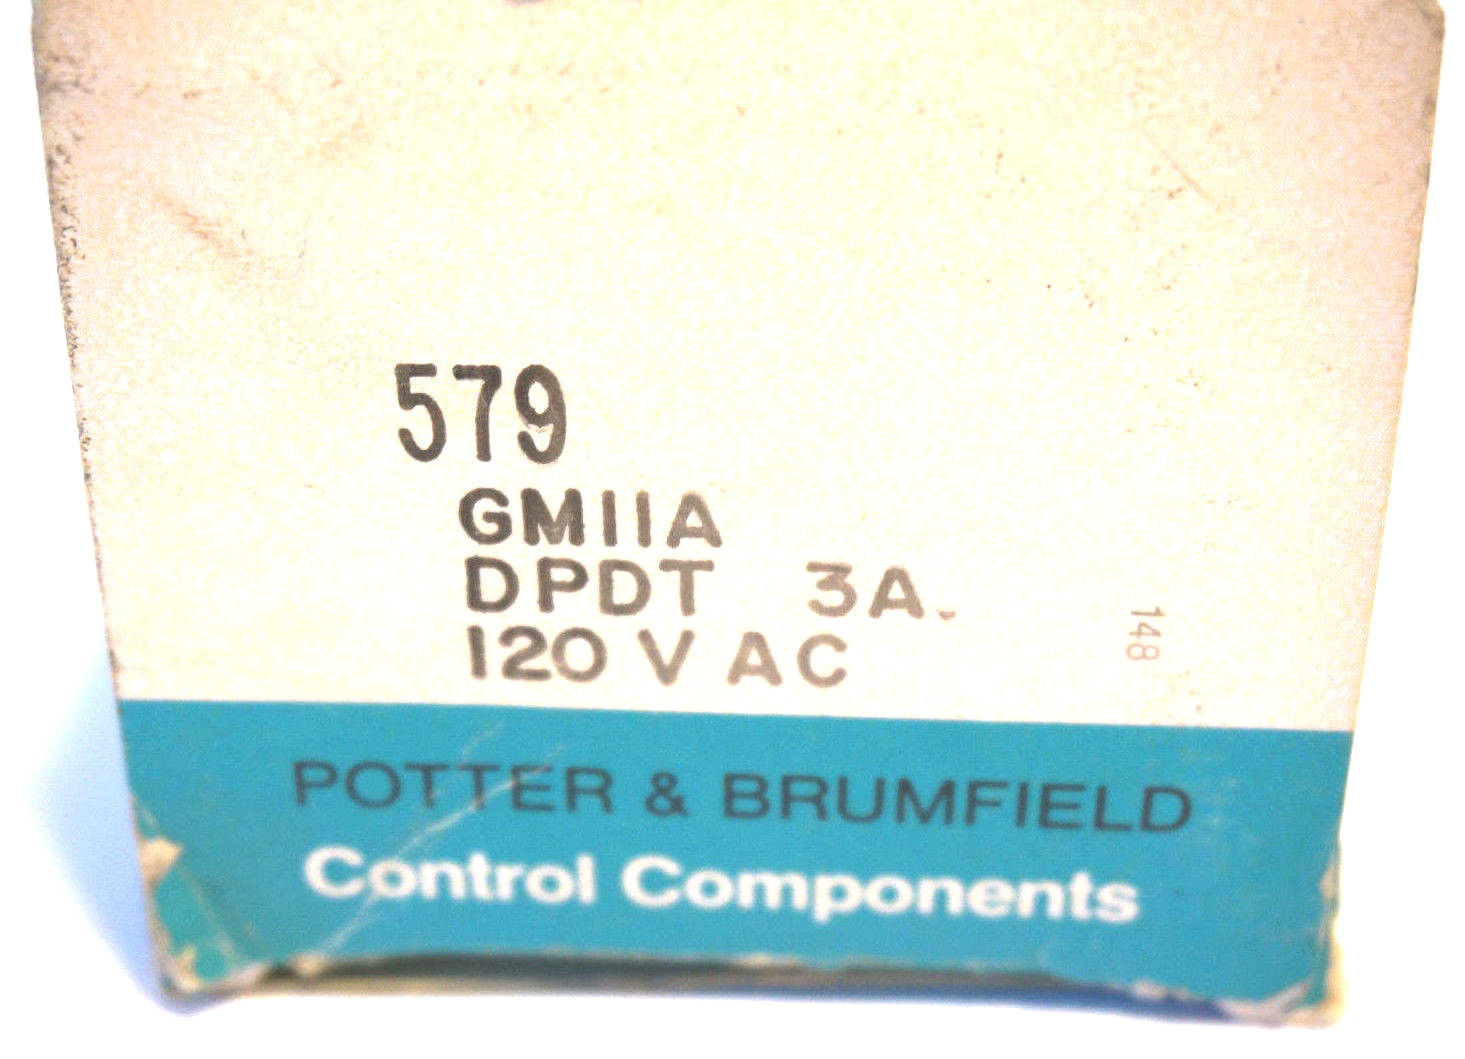 579
GM11A
DPDT 3A.
120 V AC
148
POTTER & BRUMFIELD
Control Components